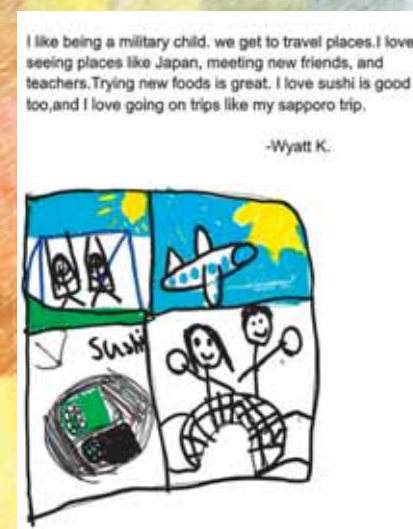 I like being a military child. we get to travel places.I love
seeing places like Japan, meeting new friends, and
teachers.Trying new foods is great. I love sushi is good
too,and I love going on trips like my sapporo trip.
-Wyatt K.
Sushi